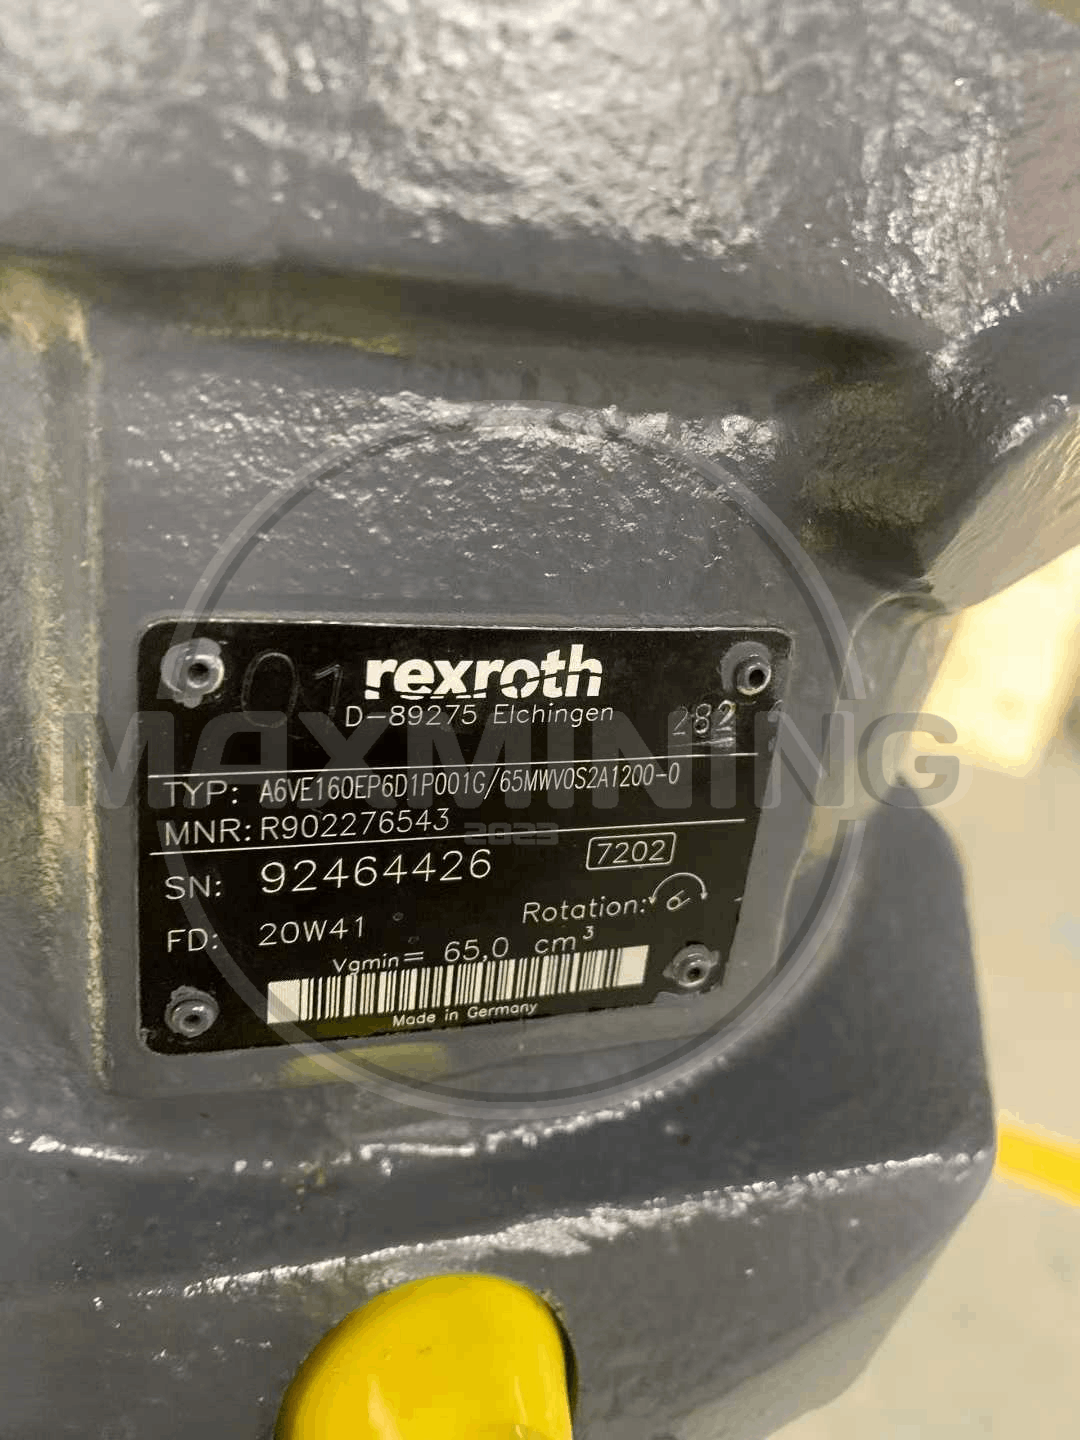 01
rexroth
D-89275 Elchingen
282
MAXMINING
2023
TYP: A6VE160EP6D1P001G/65MWV0S2A1200-0
MNR: R902276543
SN: 92464426
7202
FD: 20W41
Rotation:
Vgmin= 65,0 cm³
Made in Germany